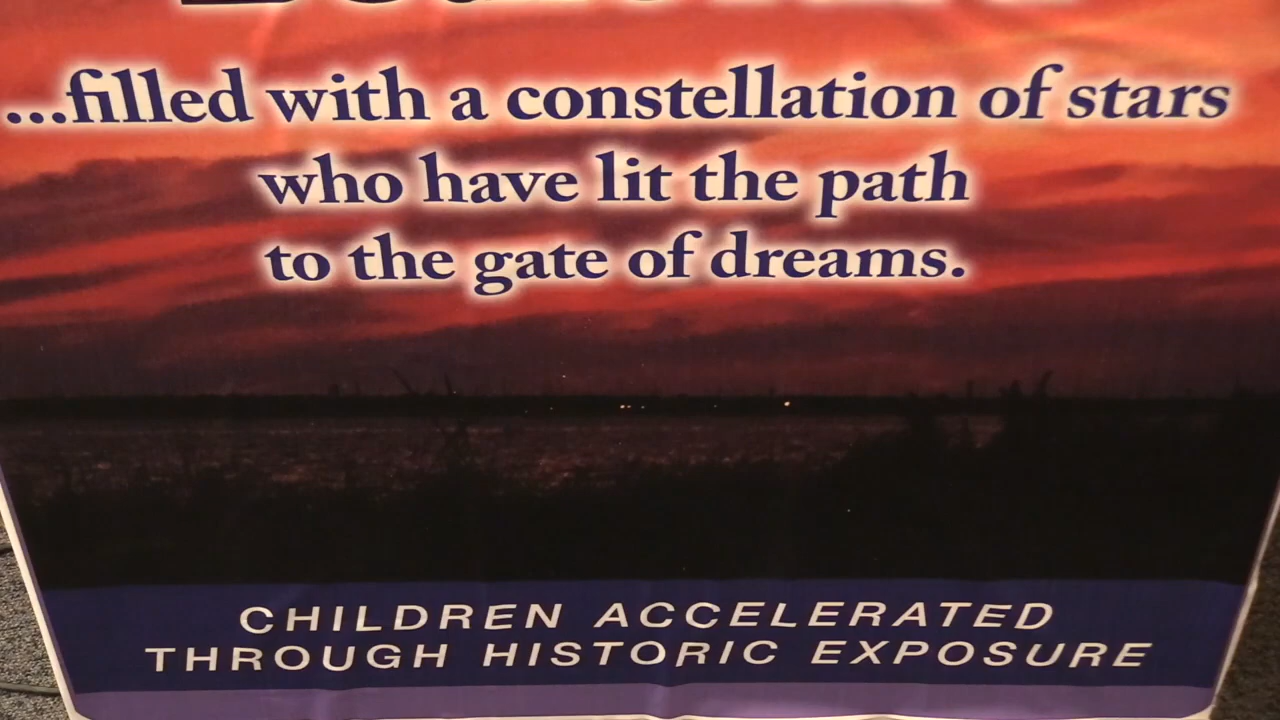 ...filled with a constellation of stars
who have lit the path
to the gate of dreams.
CHILDREN ACCELERATED
THROUGH HISTORIC EXPOSURE